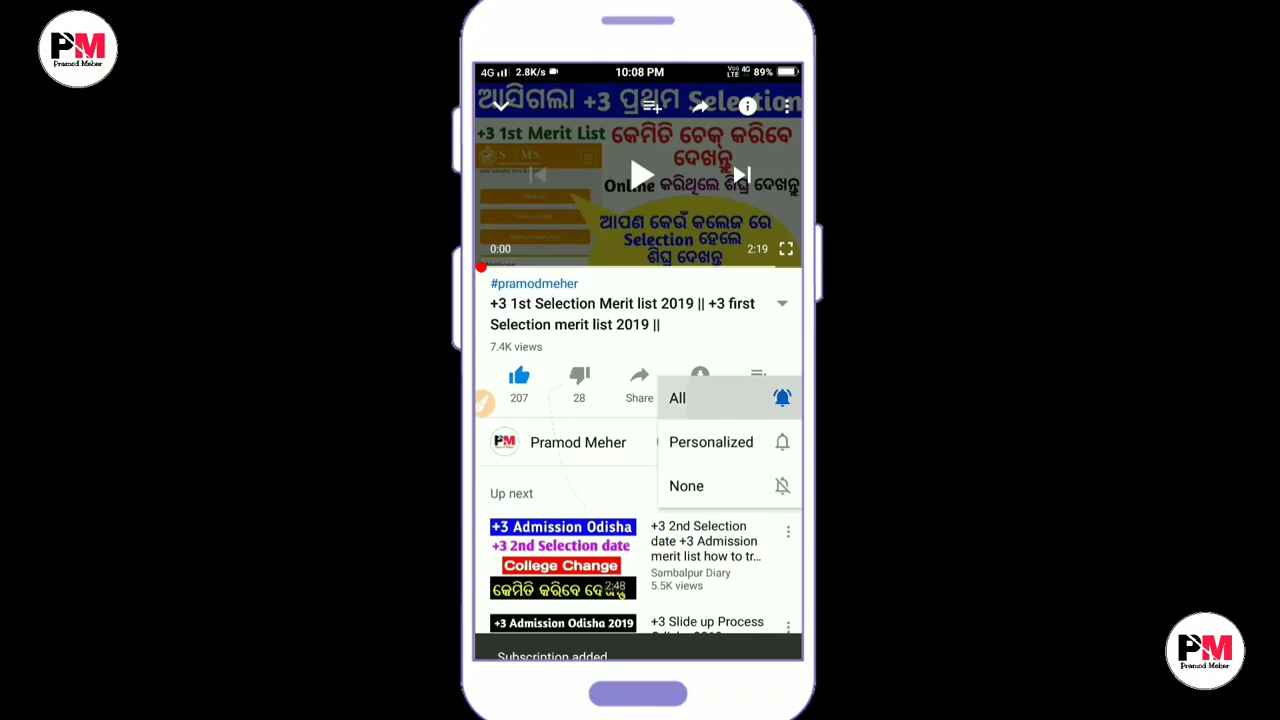 PM
Pramod Meher
4G 2.8K/s 10:08 PM VoLTE 4G 89%
ଆସିଗଲା +3 ପ୍ରଥମ Selection
+3 1st Merit List କେମିତି ଚେକ୍ କରିବେ
ଦେଖନ୍ତୁ
Online କରିଥିଲେ ଶିଘ୍ର ଦେଖନ୍ତୁ
ଆପଣ କେଉଁ କଲେଜ ରେ
Selection ହେଲେ
ଶିଘ୍ର ଦେଖନ୍ତୁ
0:00 2:19
#pramodmeher
+3 1st Selection Merit list 2019 || +3 first
Selection merit list 2019 ||
7.4K views
207 28 Share
All
Personalized
None
PM Pramod Meher
Up next
+3 Admission Odisha
+3 2nd Selection date
College Change
କେମିତି କରିବେ 2:48
+3 2nd Selection
date +3 Admission
merit list how to tr...
Sambalpur Diary
5.5K views
+3 Admission Odisha 2019
+3 Slide up Process
Subscription added
PM
Pramod Meher